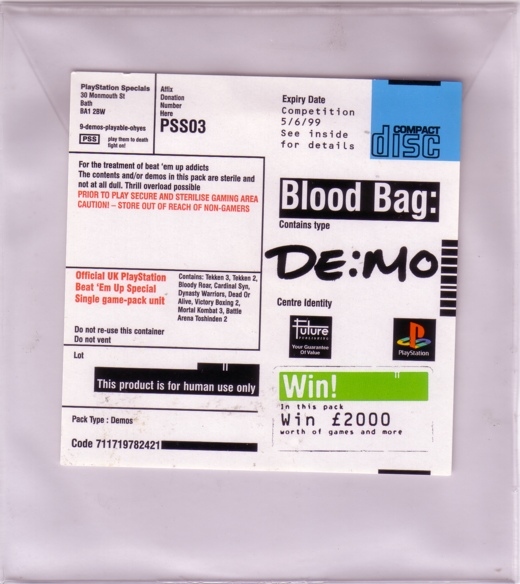 PlayStation Specials
30 Monmouth St
Bath
BA1 2BW
9-demos-playable-ohyes
PSS play them to death
fight on!
Affix
Donation
Number
Here
PSS03
Expiry Date
Competition
5/6/99
See inside
for details
COMPACT
disc
For the treatment of beat 'em up addicts
The contents and/or demos in this pack are sterile and
not at all dull. Thrill overload possible
PRIOR TO PLAY SECURE AND STERILISE GAMING AREA
CAUTION! – STORE OUT OF REACH OF NON-GAMERS
Blood Bag:
Contains type
DE:MO
Official UK PlayStation
Beat 'Em Up Special
Single game-pack unit
Contains: Tekken 3, Tekken 2,
Bloody Roar, Cardinal Syn,
Dynasty Warriors, Dead Or
Alive, Victory Boxing 2,
Mortal Kombat 3, Battle
Arena Toshinden 2
Do not re-use this container
Do not vent
Centre Identity
Future
PUBLISHING
Your Guarantee
Of Value
PlayStation
Lot
This product is for human use only
Win!
In this pack
Win £2000
worth of games and more
Pack Type : Demos
Code 711719782421